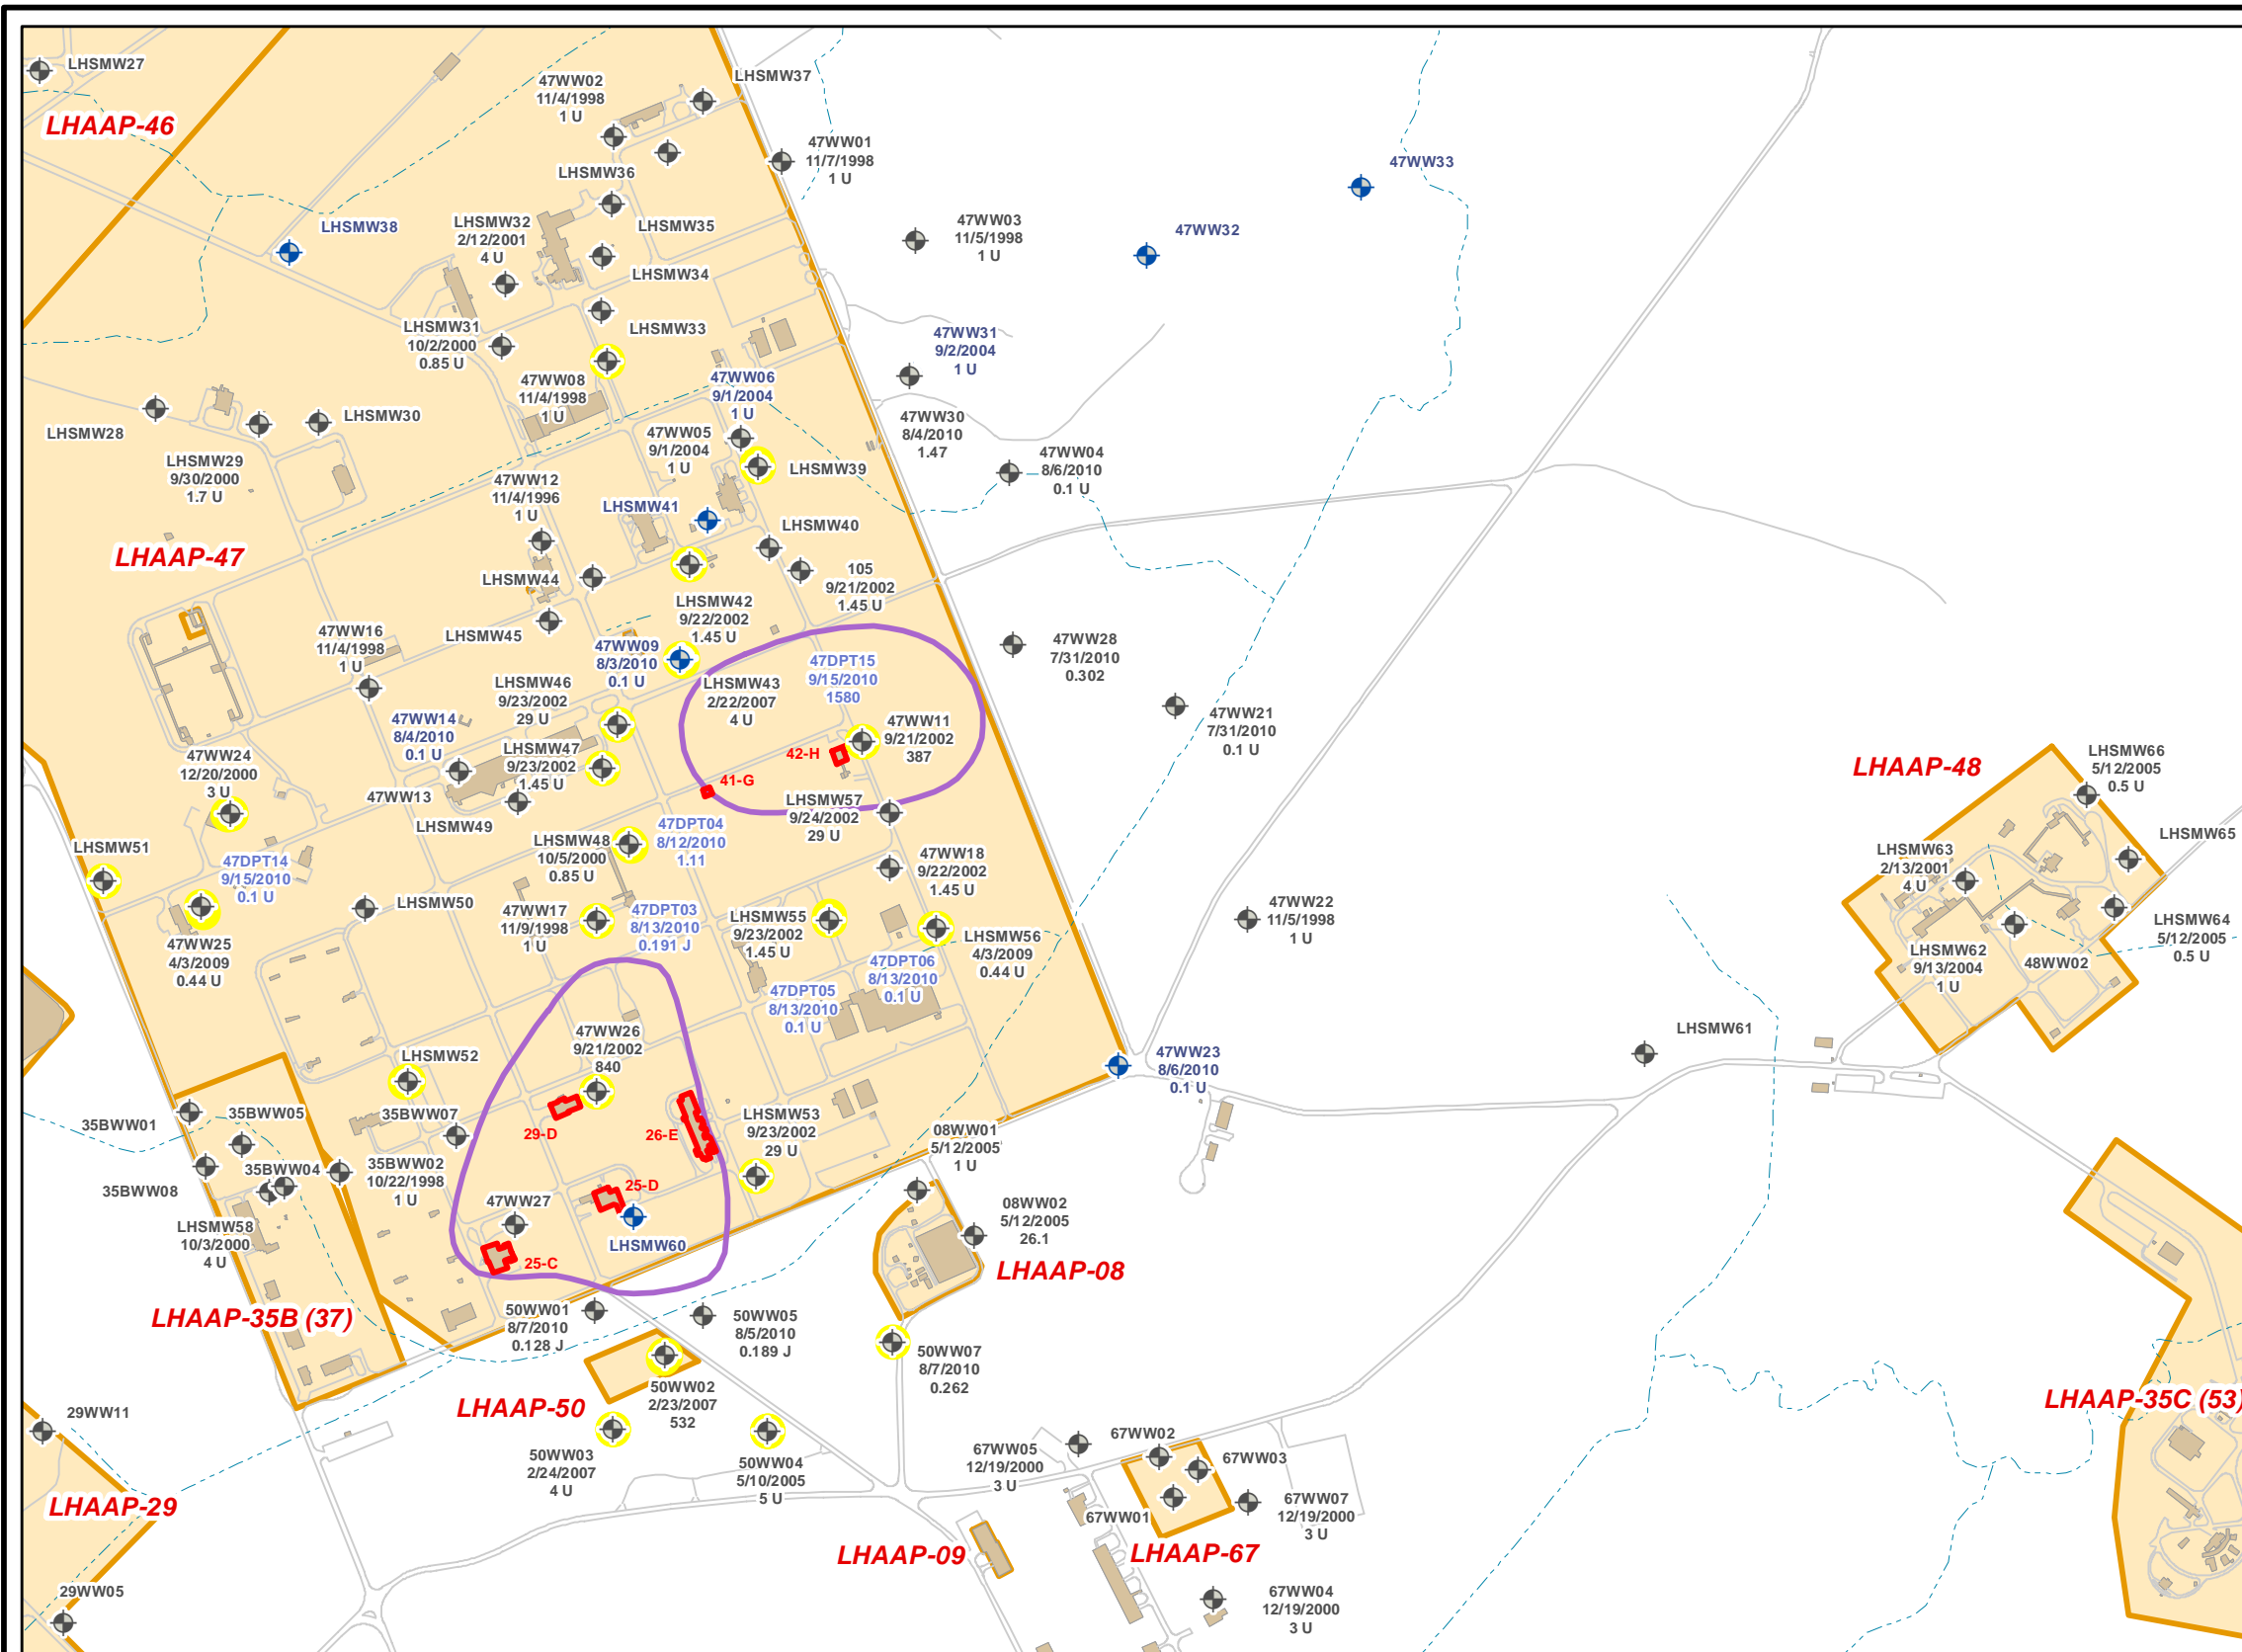 LHSMW27
LHAAP-46
47WW02
11/4/1998
1 U
LHSMW37
47WW01
11/7/1998
1 U
LHSMW36
LHSMW38
LHSMW32
2/12/2001
4 U
LHSMW35
LHSMW34
47WW03
11/5/1998
1 U
47WW32
47WW33
LHSMW31
10/2/2000
0.85 U
LHSMW33
47WW31
9/2/2004
1 U
47WW08
11/4/1998
1 U
47WW06
9/1/2004
1 U
LHSMW28
LHSMW30
47WW30
8/4/2010
1.47
47WW05
9/1/2004
1 U
LHSMW29
9/30/2000
1.7 U
LHSMW39
47WW04
8/6/2010
0.1 U
47WW12
11/4/1996
1 U
LHSMW41
LHSMW40
LHAAP-47
LHSMW44
105
9/21/2002
1.45 U
LHSMW42
9/22/2002
1.45 U
47WW16
11/4/1998
1 U
LHSMW45
47WW09
8/3/2010
0.1 U
47WW28
7/31/2010
0.302
47DPT15
9/15/2010
1580
LHSMW46
9/23/2002
29 U
LHSMW43
2/22/2007
4 U
47WW14
8/4/2010
0.1 U
47WW11
9/21/2002
387
47WW21
7/31/2010
0.1 U
LHSMW47
9/23/2002
1.45 U
42-H
41-G
47WW24
12/20/2000
3 U
47WW13
LHSMW49
LHSMW57
9/24/2002
29 U
LHAAP-48
LHSMW66
5/12/2005
0.5 U
LHSMW51
47DPT14
9/15/2010
0.1 U
LHSMW48
10/5/2000
0.85 U
47DPT04
8/12/2010
1.11
47WW18
9/22/2002
1.45 U
LHSMW63
2/13/2001
4 U
LHSMW65
LHSMW50
47WW17
11/9/1998
1 U
47DPT03
8/13/2010
0.191 J
LHSMW55
9/23/2002
1.45 U
47WW22
11/5/1998
1 U
LHSMW64
5/12/2005
0.5 U
47WW25
4/3/2009
0.44 U
LHSMW56
4/3/2009
0.44 U
47DPT06
8/13/2010
0.1 U
LHSMW62
9/13/2004
1 U
48WW02
47DPT05
8/13/2010
0.1 U
47WW26
9/21/2002
840
LHSMW61
LHSMW52
47WW23
8/6/2010
0.1 U
35BWW01
35BWW05
35BWW07
29-D
26-E
LHSMW53
9/23/2002
29 U
08WW01
5/12/2005
1 U
35BWW04
35BWW02
10/22/1998
1 U
35BWW08
25-D
47WW27
08WW02
5/12/2005
26.1
LHSMW58
10/3/2000
4 U
LHSMW60
25-C
LHAAP-08
LHAAP-35B (37)
50WW01
8/7/2010
0.128 J
50WW05
8/5/2010
0.189 J
50WW07
8/7/2010
0.262
50WW02
2/23/2007
532
LHAAP-50
LHAAP-35C (53)
29WW11
50WW03
2/24/2007
4 U
50WW04
5/10/2005
5 U
67WW05
12/19/2000
3 U
67WW02
67WW03
LHAAP-29
67WW01
67WW07
12/19/2000
3 U
LHAAP-09
LHAAP-67
29WW05
67WW04
12/19/2000
3 U